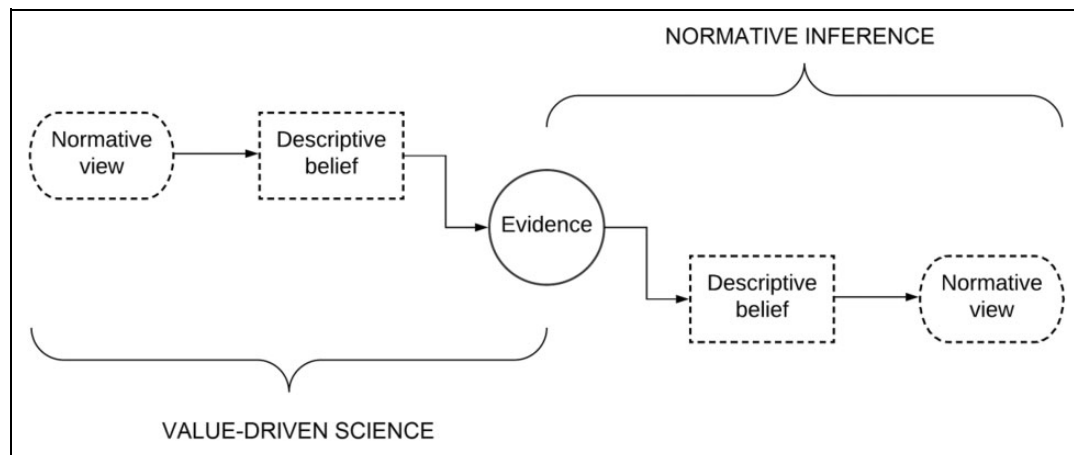 NORMATIVE INFERENCE
Normative
view
Descriptive
belief
Evidence
Descriptive
belief
Normative
view
VALUE-DRIVEN SCIENCE